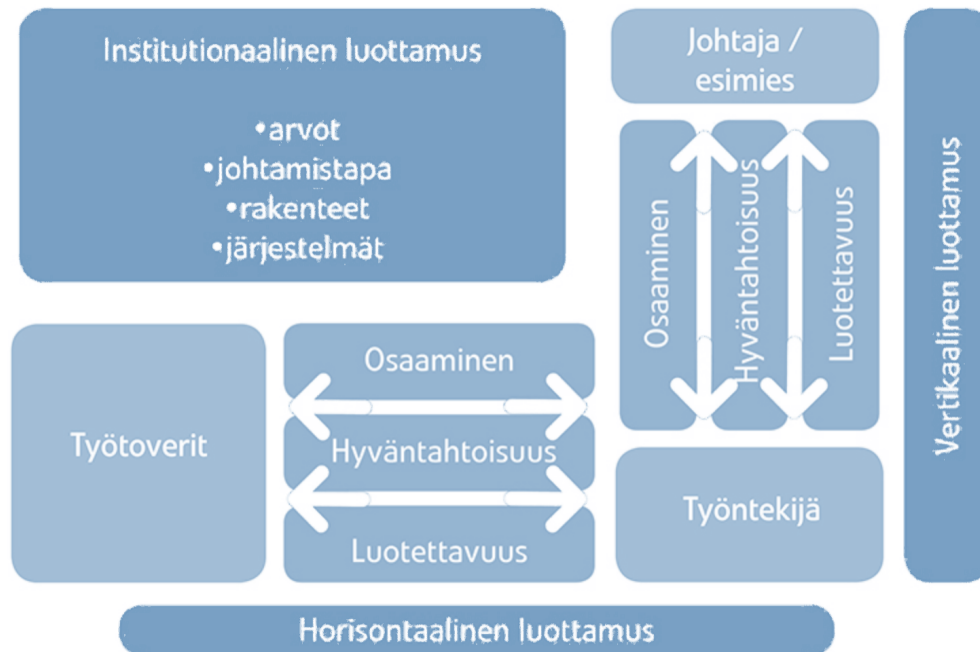 Institutionaalinen luottamus
•arvot
•johtamistapa
•rakenteet
•järjestelmät
Johtaja /
esimies
Osaaminen
Hyväntahtoisuus
Luotettavuus
Vertikaalinen luottamus
Työtoverit
Osaaminen
Hyväntahtoisuus
Luotettavuus
Työntekijä
Horisontaalinen luottamus